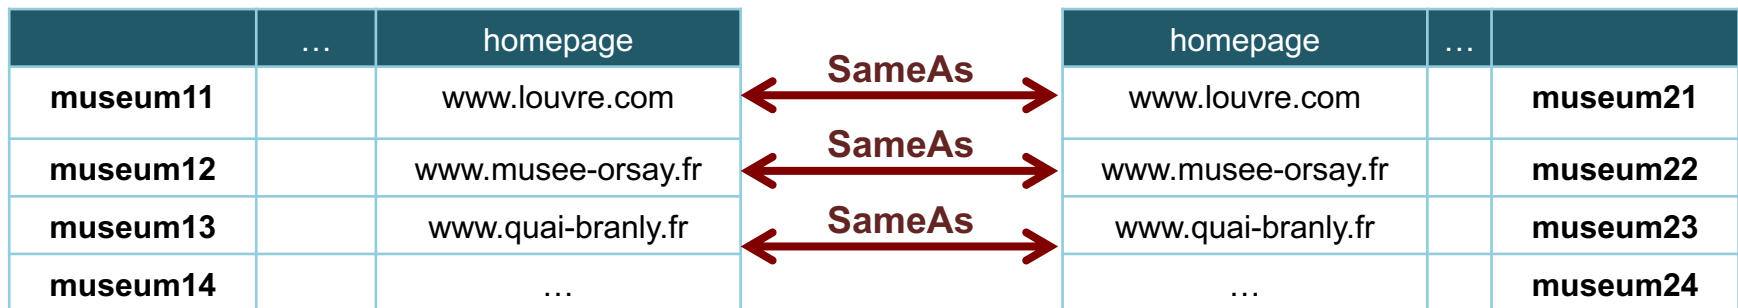 … homepage homepage …
SameAs
museum11 www.louvre.com www.louvre.com museum21
SameAs
museum12 www.musee-orsay.fr www.musee-orsay.fr museum22
SameAs
museum13 www.quai-branly.fr www.quai-branly.fr museum23
museum14 … … museum24